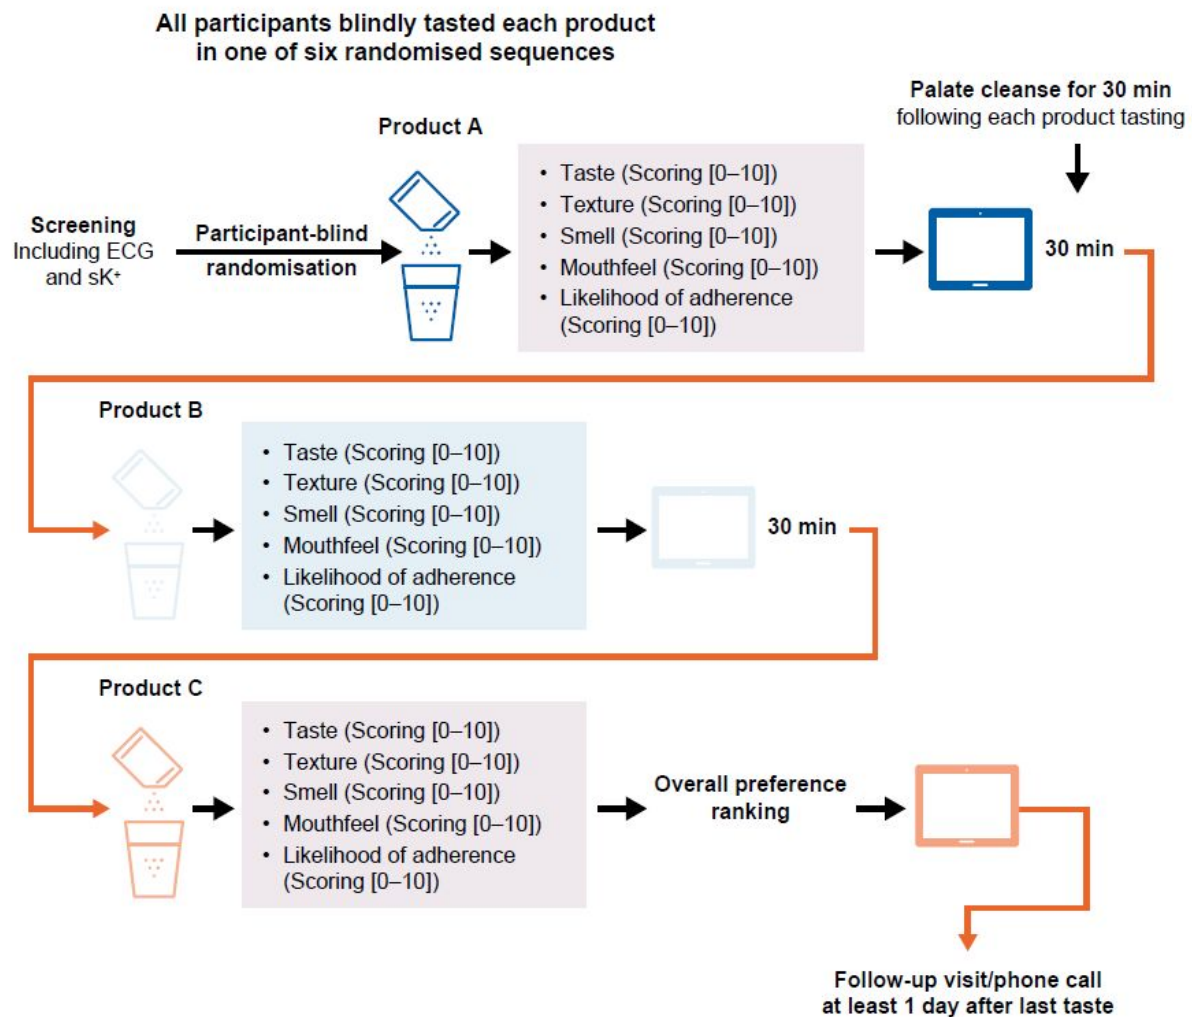 All participants blindly tasted each product
in one of six randomised sequences
Palate cleanse for 30 min
following each product tasting
Product A
Screening
Including ECG
and sK⁺
Participant-blind
randomisation
• Taste (Scoring [0–10])
• Texture (Scoring [0–10])
• Smell (Scoring [0–10])
• Mouthfeel (Scoring [0–10])
• Likelihood of adherence
(Scoring [0–10])
30 min
Product B
• Taste (Scoring [0–10])
• Texture (Scoring [0–10])
• Smell (Scoring [0–10])
• Mouthfeel (Scoring [0–10])
• Likelihood of adherence
(Scoring [0–10])
30 min
Product C
• Taste (Scoring [0–10])
• Texture (Scoring [0–10])
• Smell (Scoring [0–10])
• Mouthfeel (Scoring [0–10])
• Likelihood of adherence
(Scoring [0–10])
Overall preference
ranking
Follow-up visit/phone call
at least 1 day after last taste